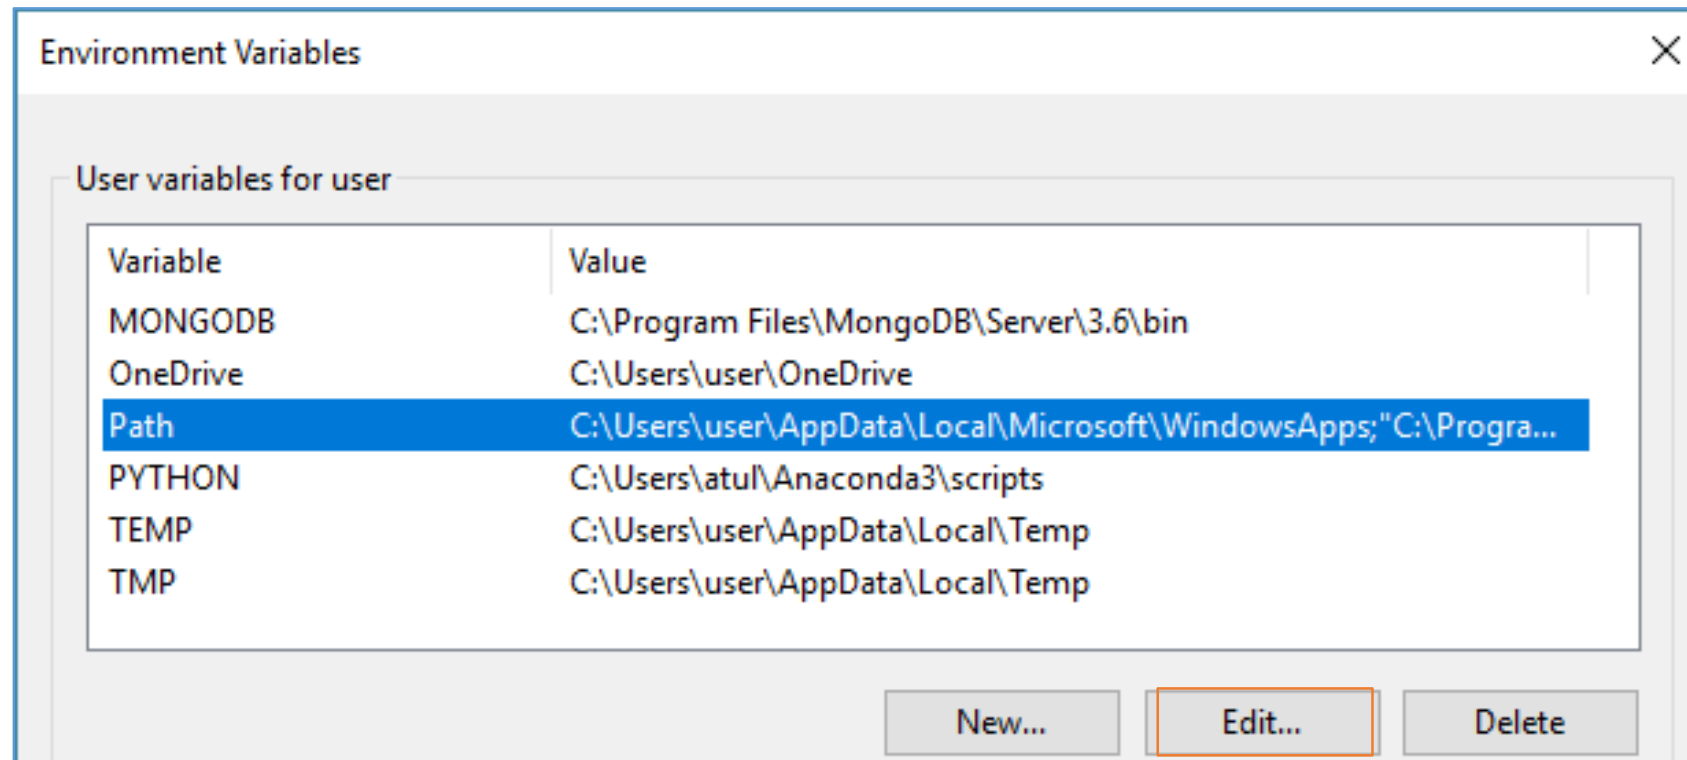 Environment Variables
User variables for user
Variable Value
MONGODB C:\Program Files\MongoDB\Server\3.6\bin
OneDrive C:\Users\user\OneDrive
Path C:\Users\user\AppData\Local\Microsoft\WindowsApps;"C:\Progra...
PYTHON C:\Users\atul\Anaconda3\scripts
TEMP C:\Users\user\AppData\Local\Temp
TMP C:\Users\user\AppData\Local\Temp
New... Edit... Delete